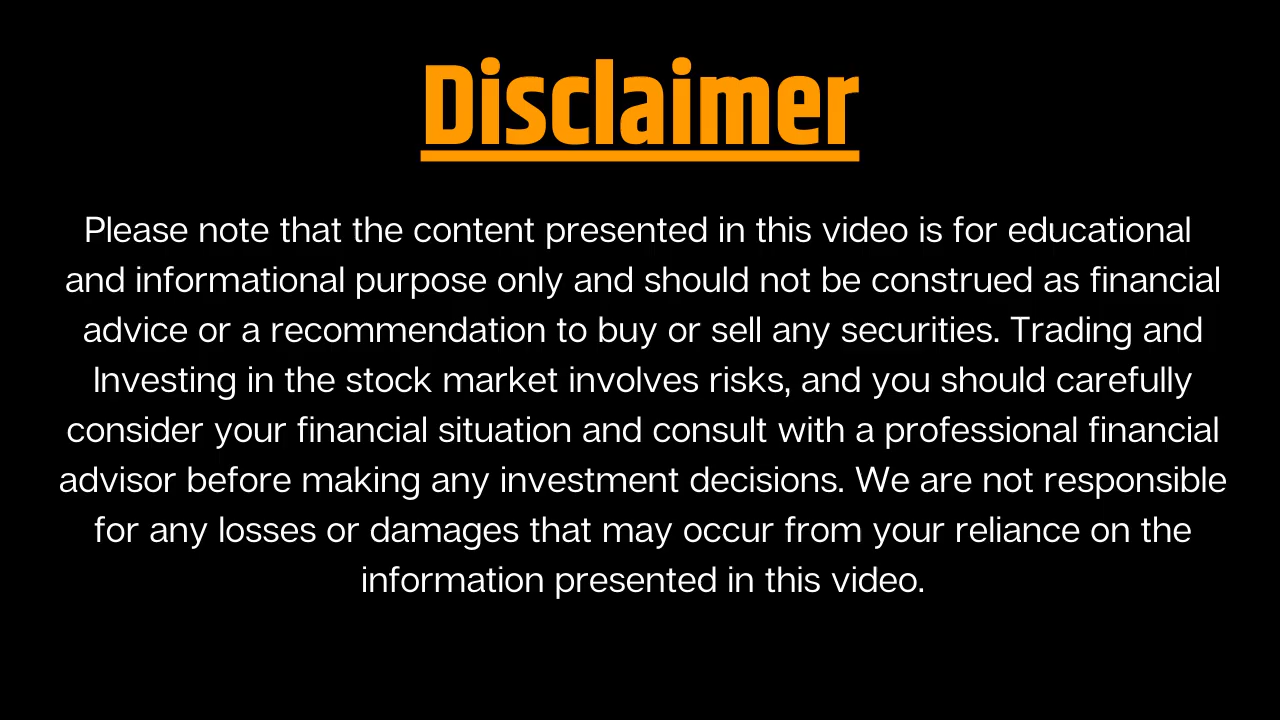 Disclaimer
Please note that the content presented in this video is for educational
and informational purpose only and should not be construed as financial
advice or a recommendation to buy or sell any securities. Trading and
Investing in the stock market involves risks, and you should carefully
consider your financial situation and consult with a professional financial
advisor before making any investment decisions. We are not responsible
for any losses or damages that may occur from your reliance on the
information presented in this video.